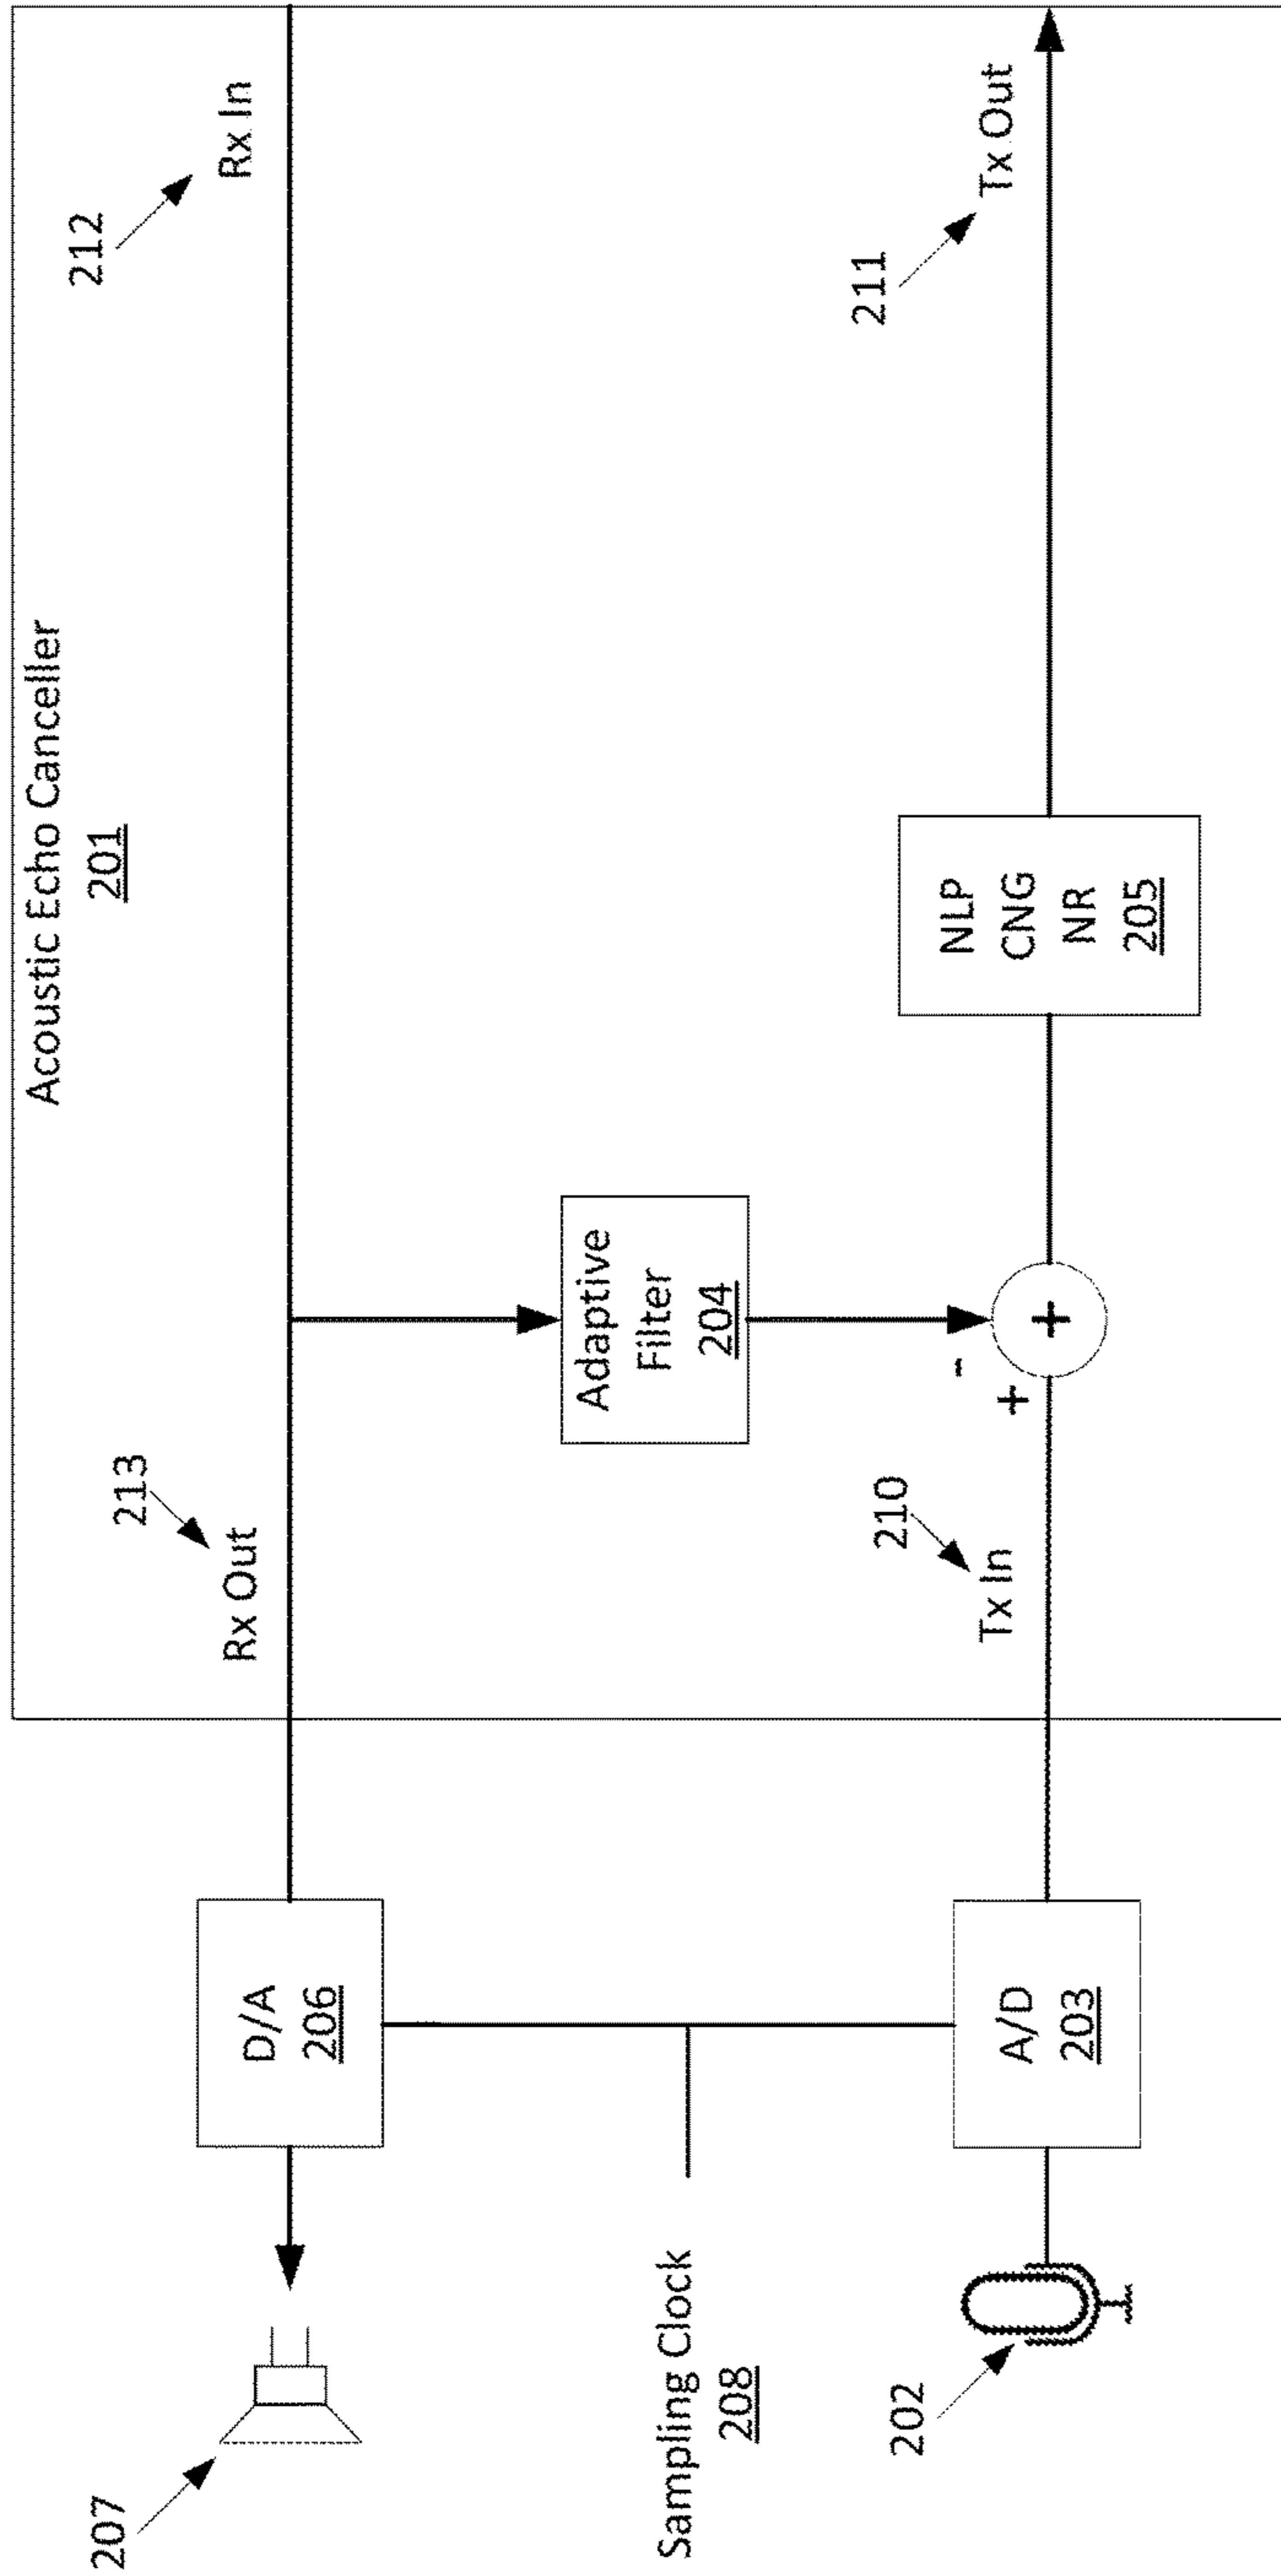 Acoustic Echo Canceller
201
207
213
212
Rx Out
Rx In
D/A
206
Sampling Clock
208
Adaptive
Filter
204
-
+
+
202
A/D
203
210
Tx In
NLP
CNG
NR
205
211
Tx Out